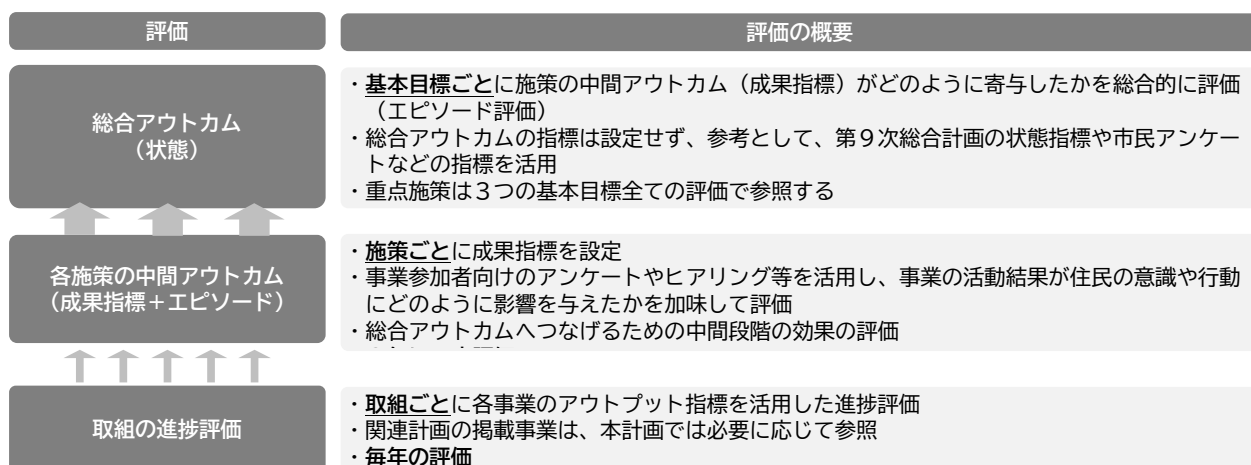 評価
評価の概要
総合アウトカム
（状態）
・基本目標ごとに施策の中間アウトカム（成果指標）がどのように寄与したかを総合的に評価
（エピソード評価）
・総合アウトカムの指標は設定せず、参考として、第９次総合計画の状態指標や市民アンケー
トなどの指標を活用
・重点施策は３つの基本目標全ての評価で参照する
各施策の中間アウトカム
（成果指標＋エピソード）
・施策ごとに成果指標を設定
・事業参加者向けのアンケートやヒアリング等を活用し、事業の活動結果が住民の意識や行動
にどのように影響を与えたかを加味して評価
・総合アウトカムへつなげるための中間段階の効果の評価
取組の進捗評価
・取組ごとに各事業のアウトプット指標を活用した進捗評価
・関連計画の掲載事業は、本計画では必要に応じて参照
・毎年の評価